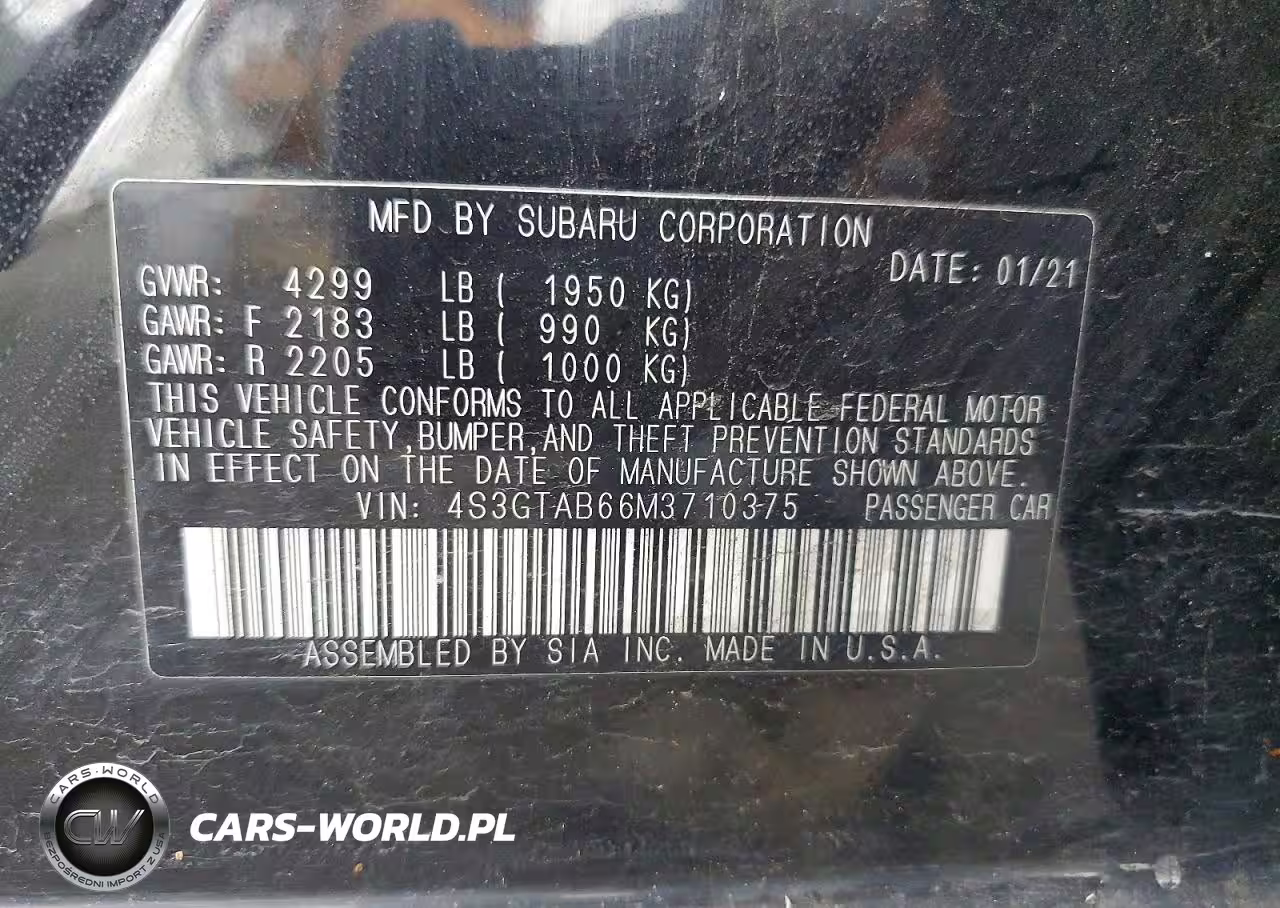 MFD BY SUBARU CORPORATION
DATE: 01/21
GVWR: 4299 LB ( 1950 KG)
GAWR: F 2183 LB ( 990 KG)
GAWR: R 2205 LB ( 1000 KG)
THIS VEHICLE CONFORMS TO ALL APPLICABLE FEDERAL MOTOR
VEHICLE SAFETY,BUMPER,AND THEFT PREVENTION STANDARDS
IN EFFECT ON THE DATE OF MANUFACTURE SHOWN ABOVE.
VIN: 4S3GTAB66M3710375 PASSENGER CAR
ASSEMBLED BY SIA INC. MADE IN U.S.A.
CARS-WORLD
CW
BEZPOŚREDNI IMPORT Z USA
CARS-WORLD.PL